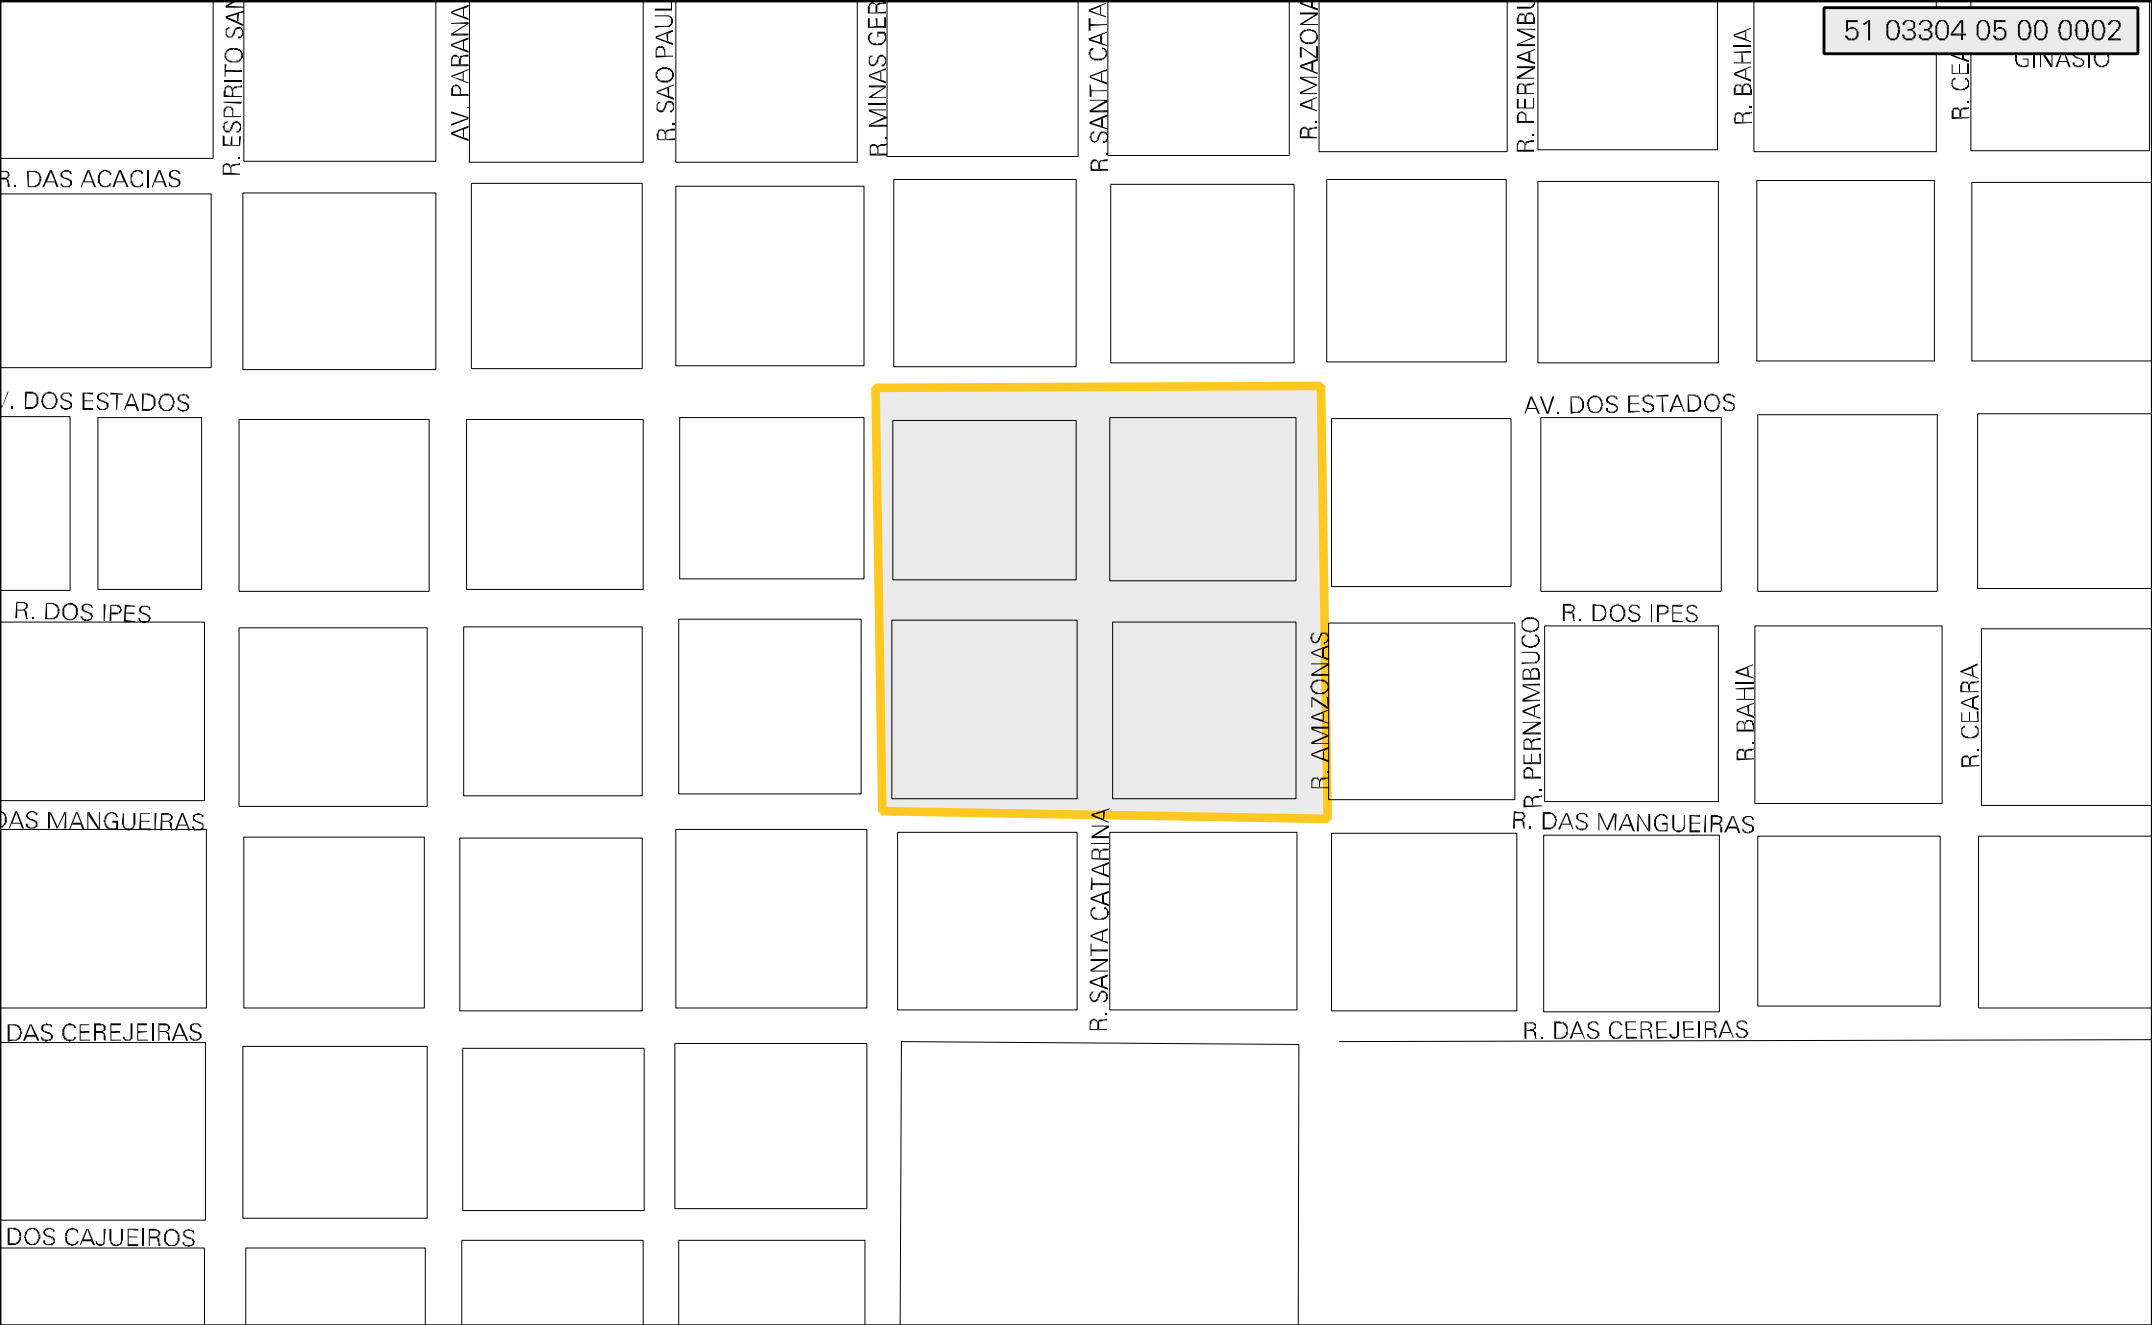 51 03304 05 00 0002
GINASIO
R. ESPIRITO SAN
AV. PARANA
R. SAO PAUL
R. MINAS GER
R. SANTA CATA
R. AMAZONA
R. PERNAMBU
R. BAHIA
R. CEA
R. DAS ACACIAS
V. DOS ESTADOS
AV. DOS ESTADOS
R. DOS IPES
R. DOS IPES
R. AMAZONAS
R. PERNAMBUCO
R. BAHIA
R. CEARA
DAS MANGUEIRAS
R. DAS MANGUEIRAS
R. SANTA CATARINA
DAS CEREJEIRAS
R. DAS CEREJEIRAS
DOS CAJUEIROS